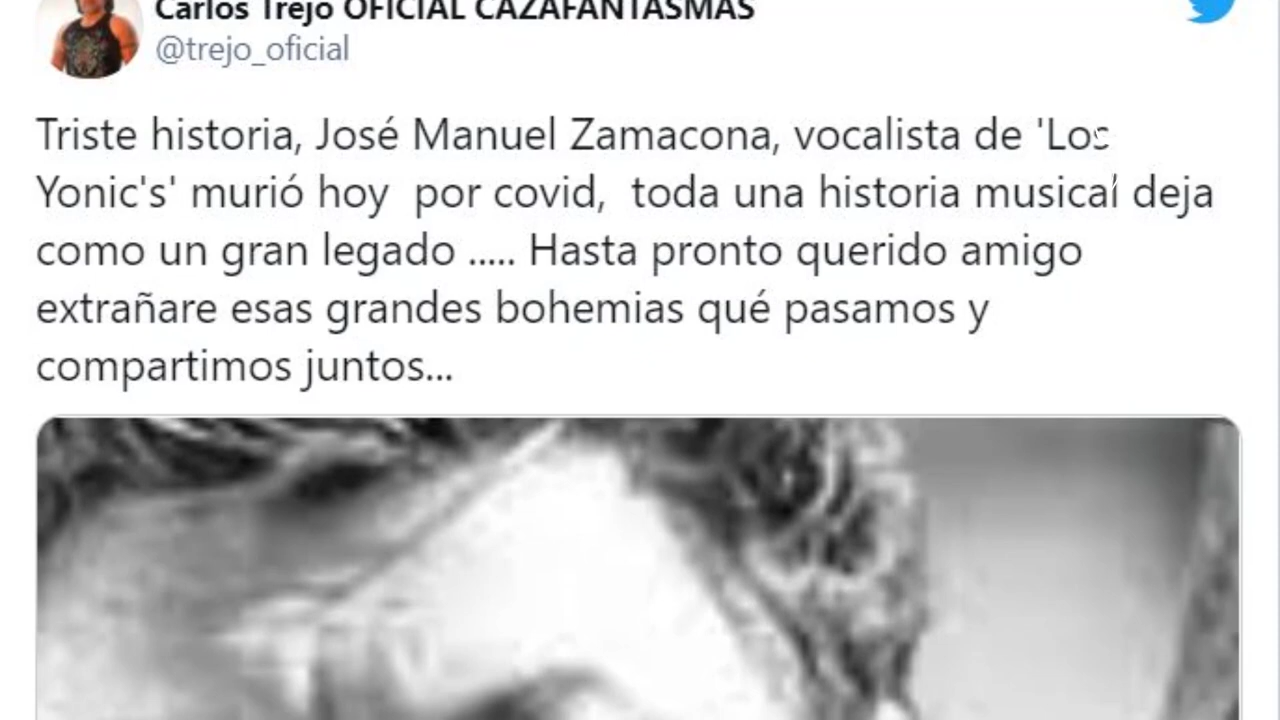 Carlos Trejo OFICIAL CAZAFANTASMAS
@trejo_oficial
Triste historia, José Manuel Zamacona, vocalista de 'Los
Yonic's' murió hoy  por covid,  toda una historia musical deja
como un gran legado ..... Hasta pronto querido amigo
extrañare esas grandes bohemias qué pasamos y
compartimos juntos...